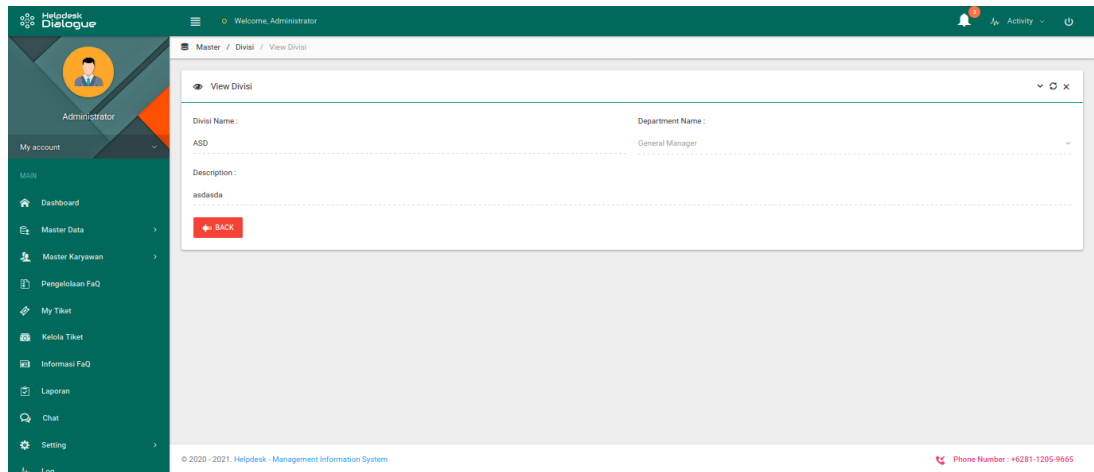 Helpdesk
Dialogue
Welcome, Administrator
Activity
Master / Divisi / View Divisi
Administrator
My account
MAIN
Dashboard
Master Data
Master Karyawan
Pengelolaan FaQ
My Tiket
Kelola Tiket
Informasi FaQ
Laporan
Chat
Setting
Log
View Divisi
Divisi Name :
ASD
Department Name :
General Manager
Description :
asdasda
BACK
© 2020 - 2021. Helpdesk - Management Information System
Phone Number : +6281-1205-9665